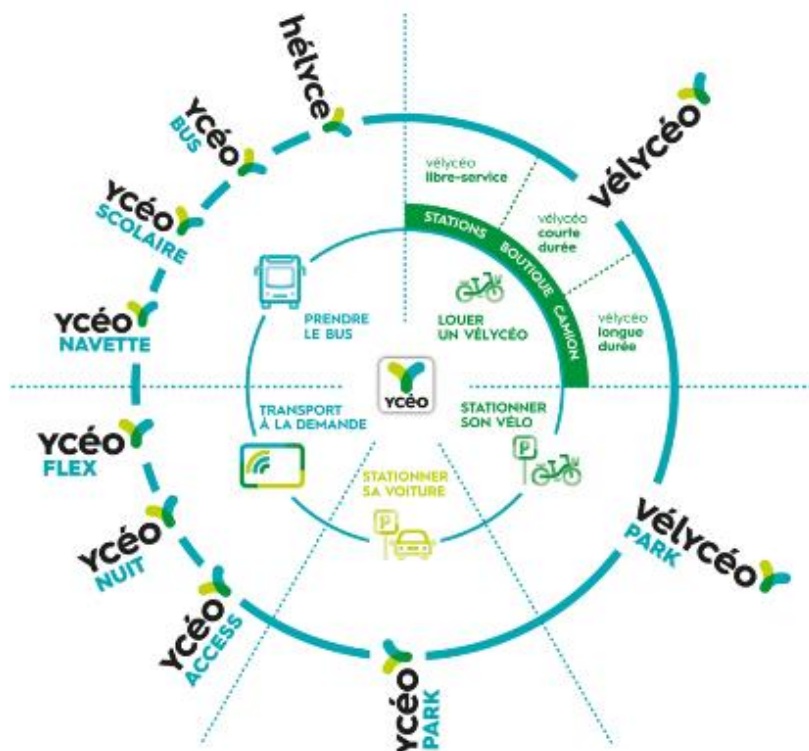 hélyce
ycéo
BUS
ycéo
SCOLAIRE
ycéo
NAVETTE
ycéo
FLEX
ycéo
NUIT
ycéo
ACCESS
ycéo
PARK
vélycéo
PARK
vélycéo
vélycéo
libre-service
vélycéo
courte
durée
vélycéo
longue
durée
STATIONS BOUTIQUE CAMION
PRENDRE
LE BUS
LOUER
UN VÉLYCÉO
ycéo
TRANSPORT
À LA DEMANDE
STATIONNER
SON VÉLO
P
STATIONNER
SA VOITURE
P